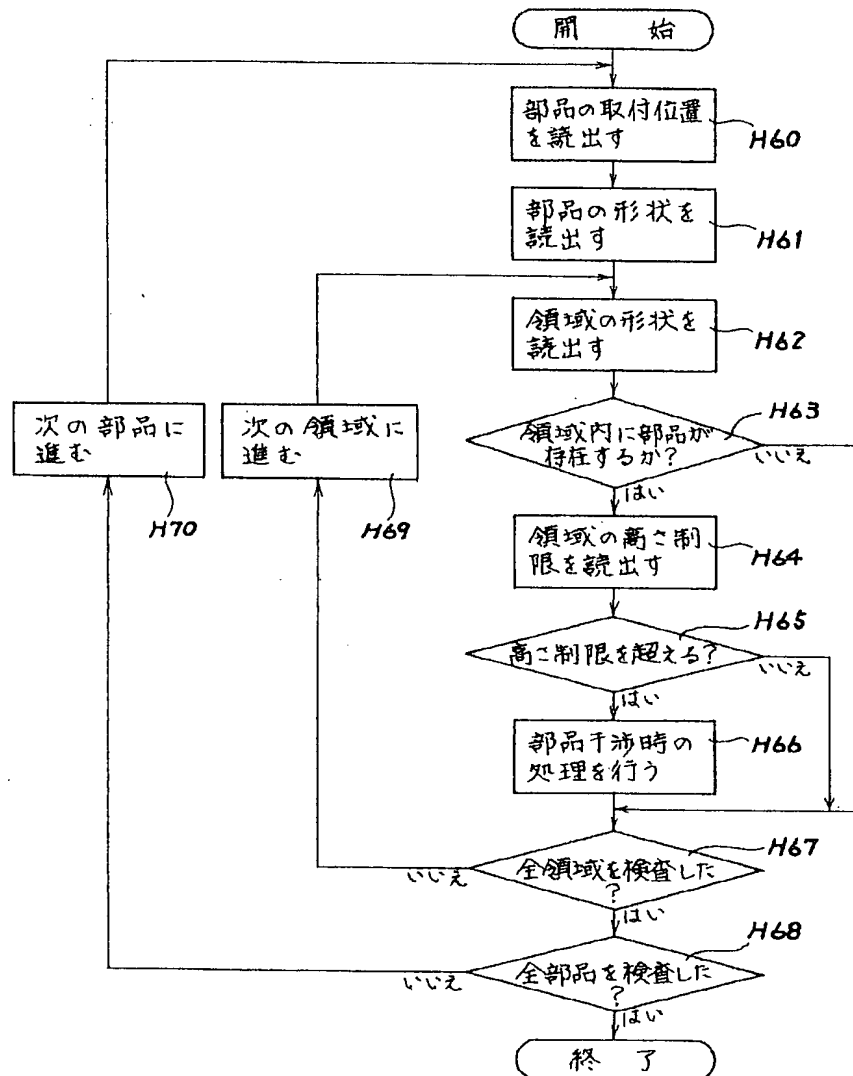 開 始
部品の取付位置
を読出す
H60
部品の形状を
読出す
H61
領域の形状を
読出す
H62
H63
領域内に部品が
存在するか?
いいえ
はい
領域の高さ制
限を読出す
H64
H65
高さ制限を超える?
いいえ
はい
部品干渉時の
処理を行う
H66
H67
全領域を検査した
?
いいえ
はい
H68
全部品を検査した
?
いいえ
はい
終 了
次の領域に
進む
H69
次の部品に
進む
H70